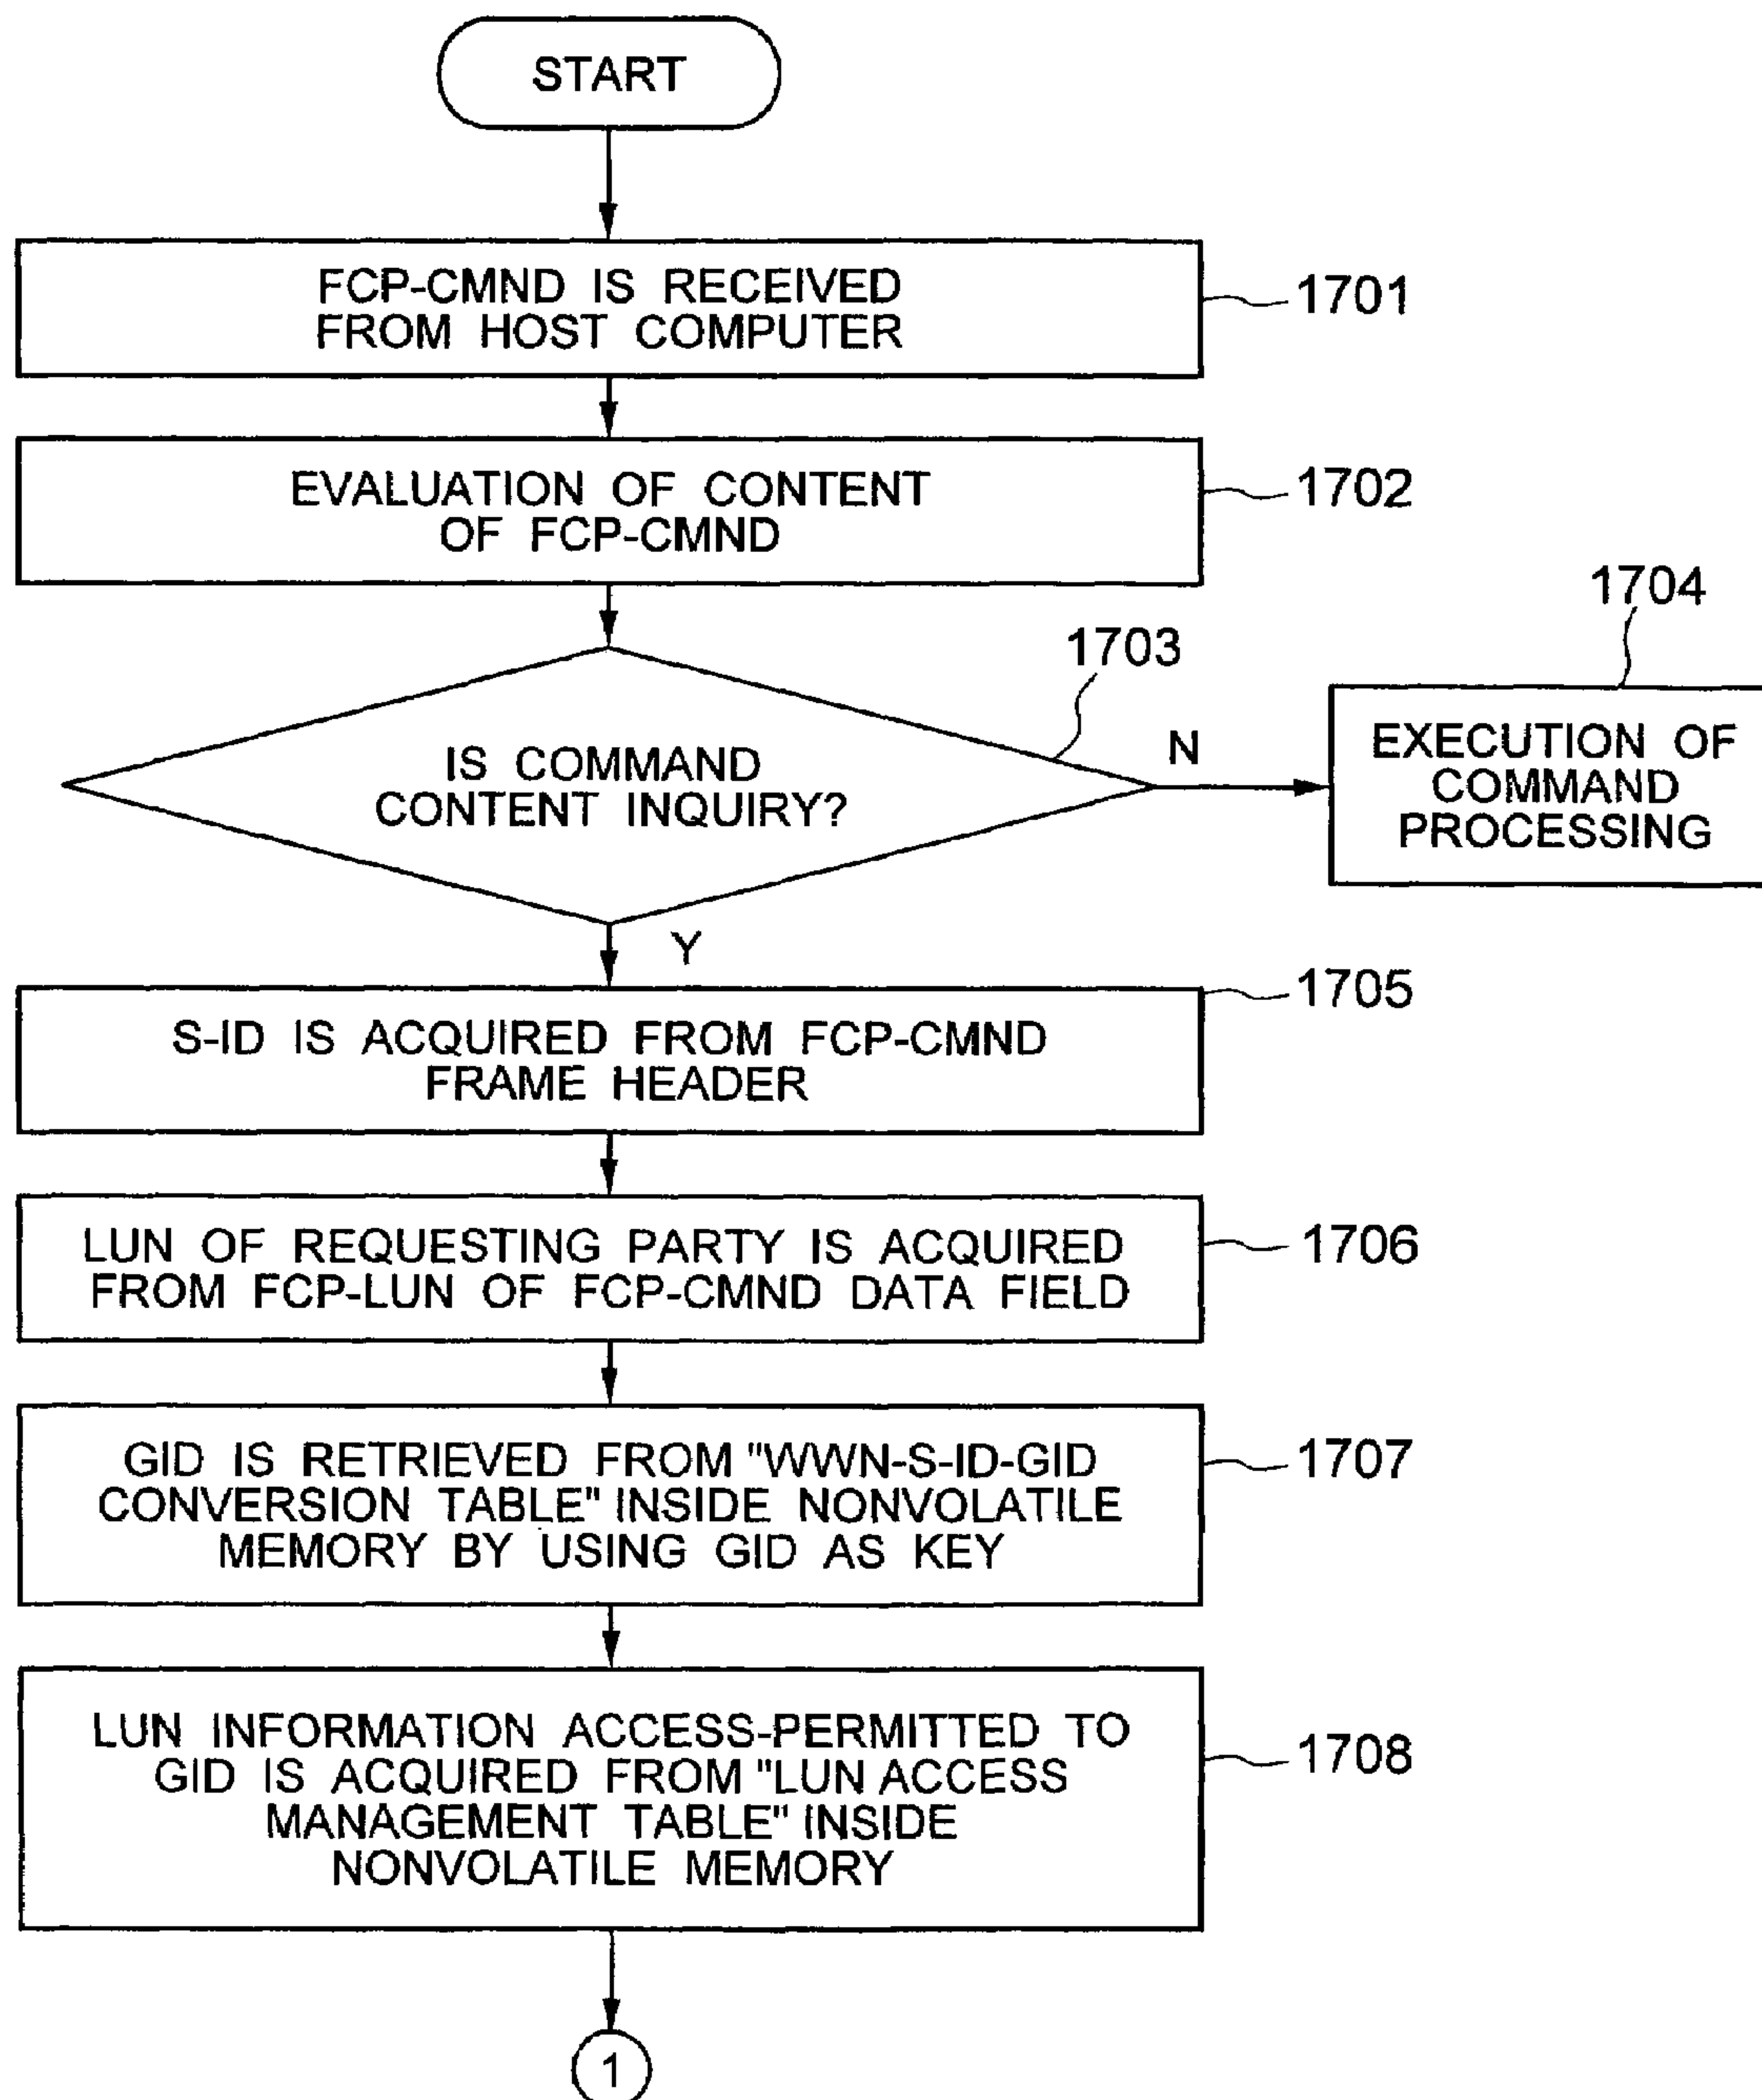 START
FCP-CMND IS RECEIVED
FROM HOST COMPUTER
1701
EVALUATION OF CONTENT
OF FCP-CMND
1702
1703
IS COMMAND
CONTENT INQUIRY?
N
1704
EXECUTION OF
COMMAND
PROCESSING
Y
1705
S-ID IS ACQUIRED FROM FCP-CMND
FRAME HEADER
LUN OF REQUESTING PARTY IS ACQUIRED
FROM FCP-LUN OF FCP-CMND DATA FIELD
1706
GID IS RETRIEVED FROM "WWN-S-ID-GID
CONVERSION TABLE" INSIDE NONVOLATILE
MEMORY BY USING GID AS KEY
1707
LUN INFORMATION ACCESS-PERMITTED TO
GID IS ACQUIRED FROM "LUN ACCESS
MANAGEMENT TABLE" INSIDE
NONVOLATILE MEMORY
1708
1